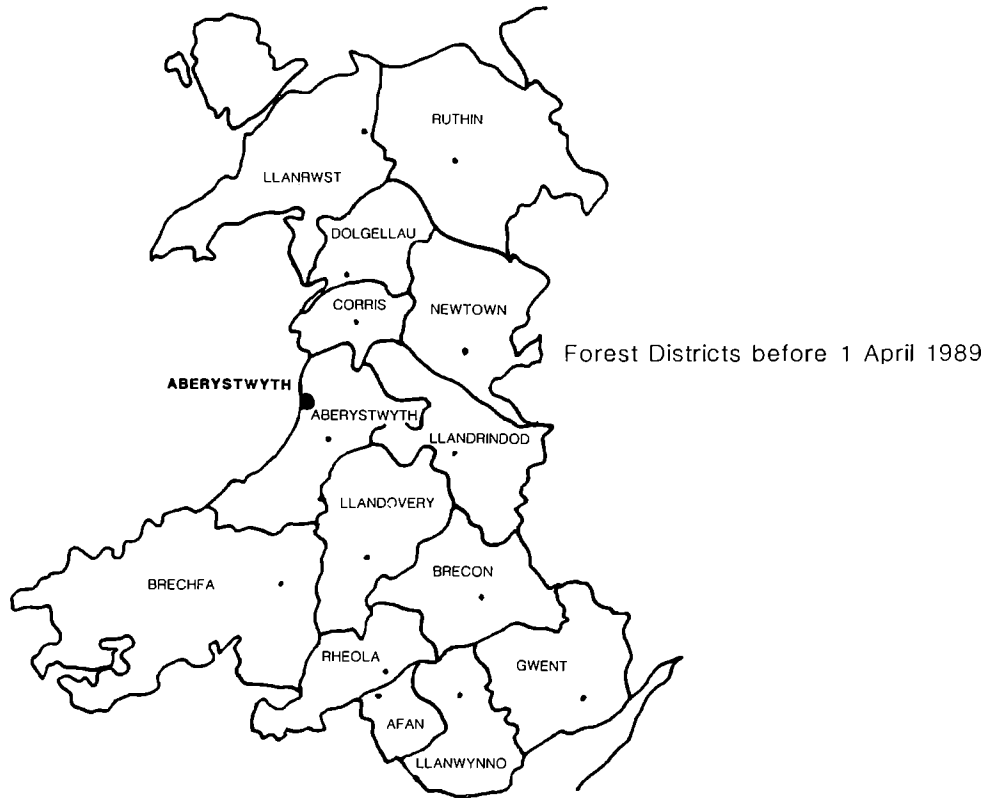 RUTHIN
LLANRWST
DOLGELLAU
CORRIS
NEWTOWN
Forest Districts before 1 April 1989
ABERYSTWYTH
ABERYSTWYTH
LLANDRINDOD
LLANDOVERY
BRECON
BRECHFA
RHEOLA
GWENT
AFAN
LLANWYNNO